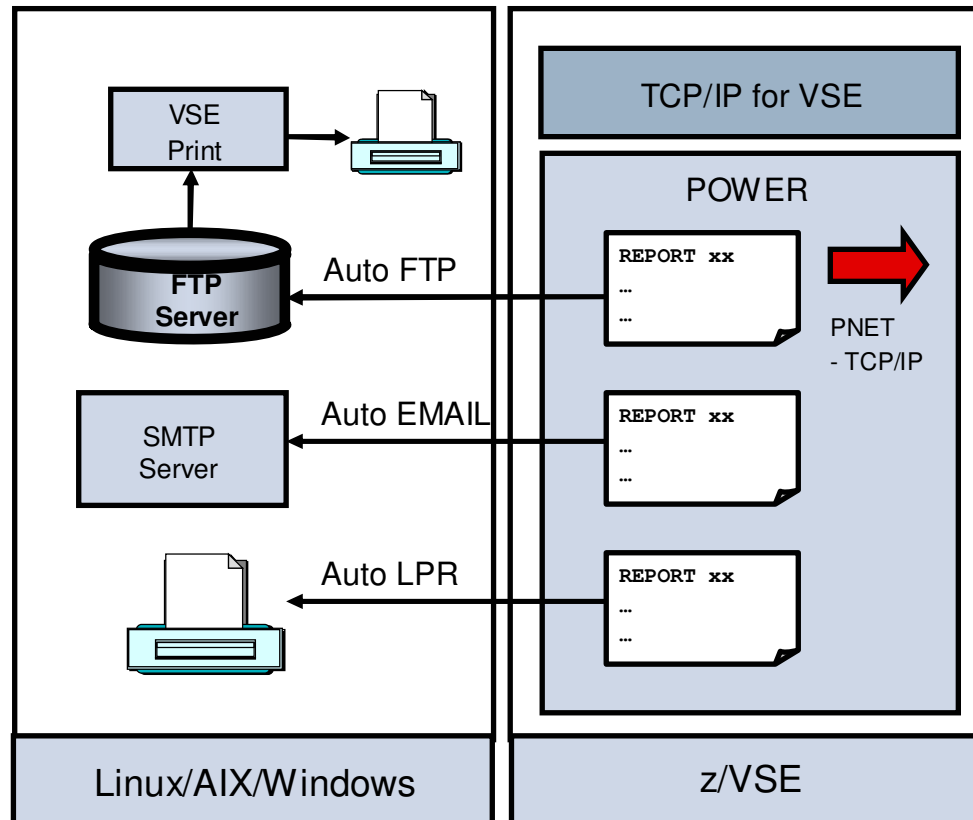 VSE
Print
FTP
Server
Auto FTP
SMTP
Server
Auto EMAIL
Auto LPR
Linux/AIX/Windows
TCP/IP for VSE
POWER
REPORT xx
…
…
PNET
- TCP/IP
REPORT xx
…
…
REPORT xx
…
…
z/VSE